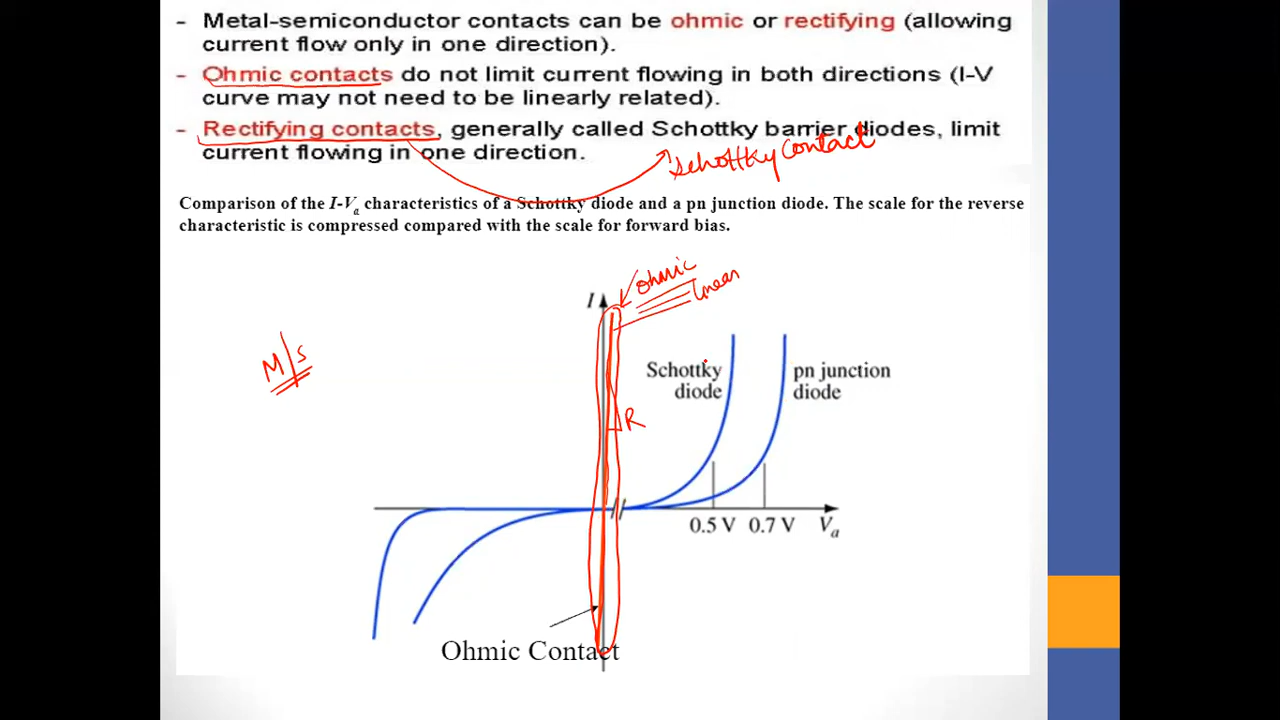 - Metal-semiconductor contacts can be ohmic or rectifying (allowing
current flow only in one direction).
- Ohmic contacts do not limit current flowing in both directions (I-V
curve may not need to be linearly related).
- Rectifying contacts, generally called Schottky barrier diodes, limit
current flowing in one direction.
Schottky contact
Comparison of the I-Va characteristics of a Schottky diode and a pn junction diode. The scale for the reverse
characteristic is compressed compared with the scale for forward bias.
ohmic
linear
I
M/S
Schottky
diode
pn junction
diode
R
0.5 V 0.7 V Va
Ohmic Contact